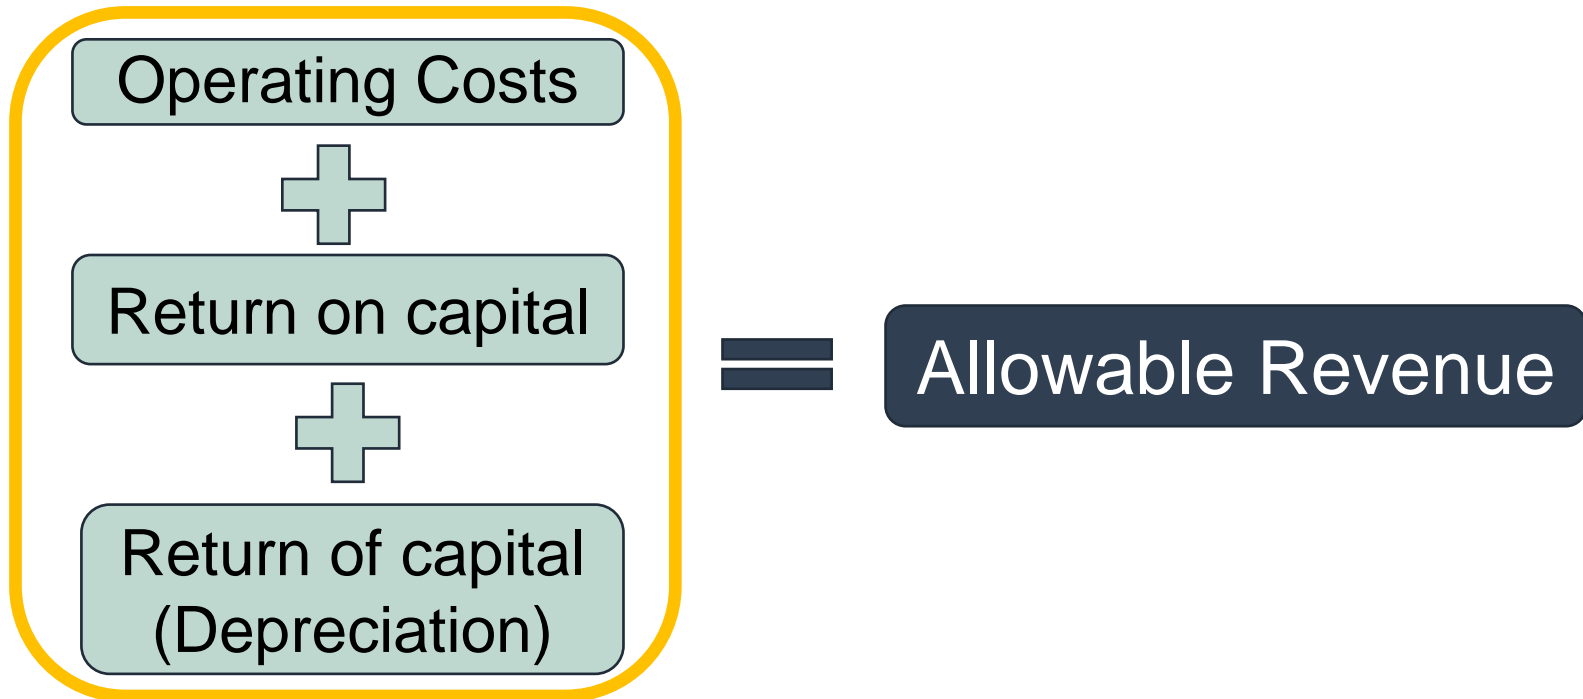 Operating Costs
Return on capital
Return of capital
(Depreciation)
Allowable Revenue